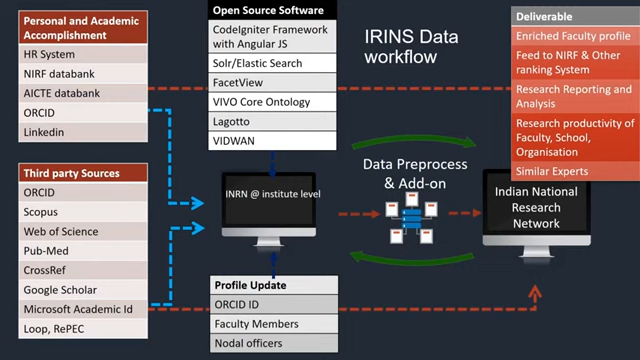 Personal and Academic
Accomplishment
HR System
NIRF databank
AICTE databank
ORCID
Linkedin
Third party Sources
ORCID
Scopus
Web of Science
Pub-Med
CrossRef
Google Scholar
Microsoft Academic Id
Loop, RePEC
Open Source Software
CodeIgniter Framework
with Angular JS
Solr/Elastic Search
FacetView
VIVO Core Ontology
Lagotto
VIDWAN
INRN @ institute level
Profile Update
ORCID ID
Faculty Members
Nodal officers
IRINS Data
workflow
Data Preprocess
& Add-on
Deliverable
Enriched Faculty profile
Feed to NIRF & Other
ranking System
Research Reporting and
Analysis
Research productivity of
Faculty, School,
Organisation
Similar Experts
Indian National
Research
Network